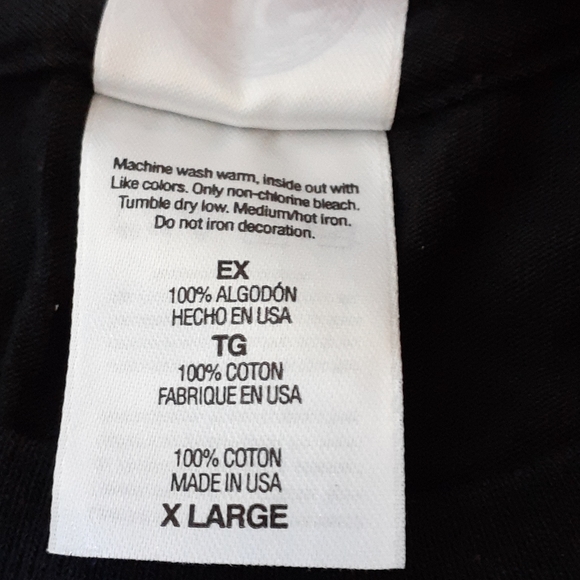 Machine wash warm, inside out with
Like colors. Only non-chlorine bleach.
Tumble dry low. Medium/hot iron.
Do not iron decoration.
EX
100% ALGODÓN
HECHO EN USA
TG
100% COTON
FABRIQUE EN USA
100% COTON
MADE IN USA
X LARGE